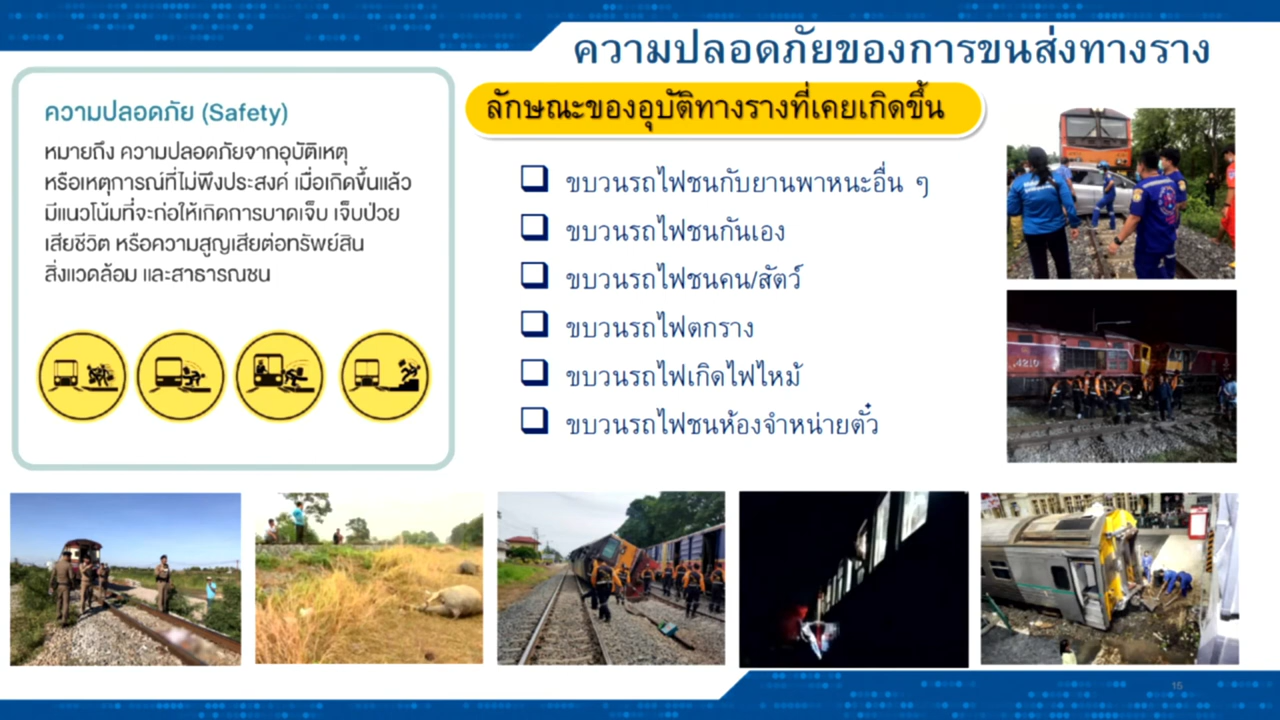 ความปลอดภัยของการขนส่งทางราง
ความปลอดภัย (Safety)
หมายถึง ความปลอดภัยจากอุบัติเหตุ
หรือเหตุการณ์ที่ไม่พึงประสงค์ เมื่อเกิดขึ้นแล้ว
มีแนวโน้มที่จะก่อให้เกิดการบาดเจ็บ เจ็บป่วย
เสียชีวิต หรือความสูญเสียต่อทรัพย์สิน
สิ่งแวดล้อม และสาธารณชน
ลักษณะของอุบัติทางรางที่เคยเกิดขึ้น
ขบวนรถไฟชนกับยานพาหนะอื่น ๆ
ขบวนรถไฟชนกันเอง
ขบวนรถไฟชนคน/สัตว์
ขบวนรถไฟตกราง
ขบวนรถไฟเกิดไฟไหม้
ขบวนรถไฟชนห้องจำหน่ายตั๋ว
4210
15